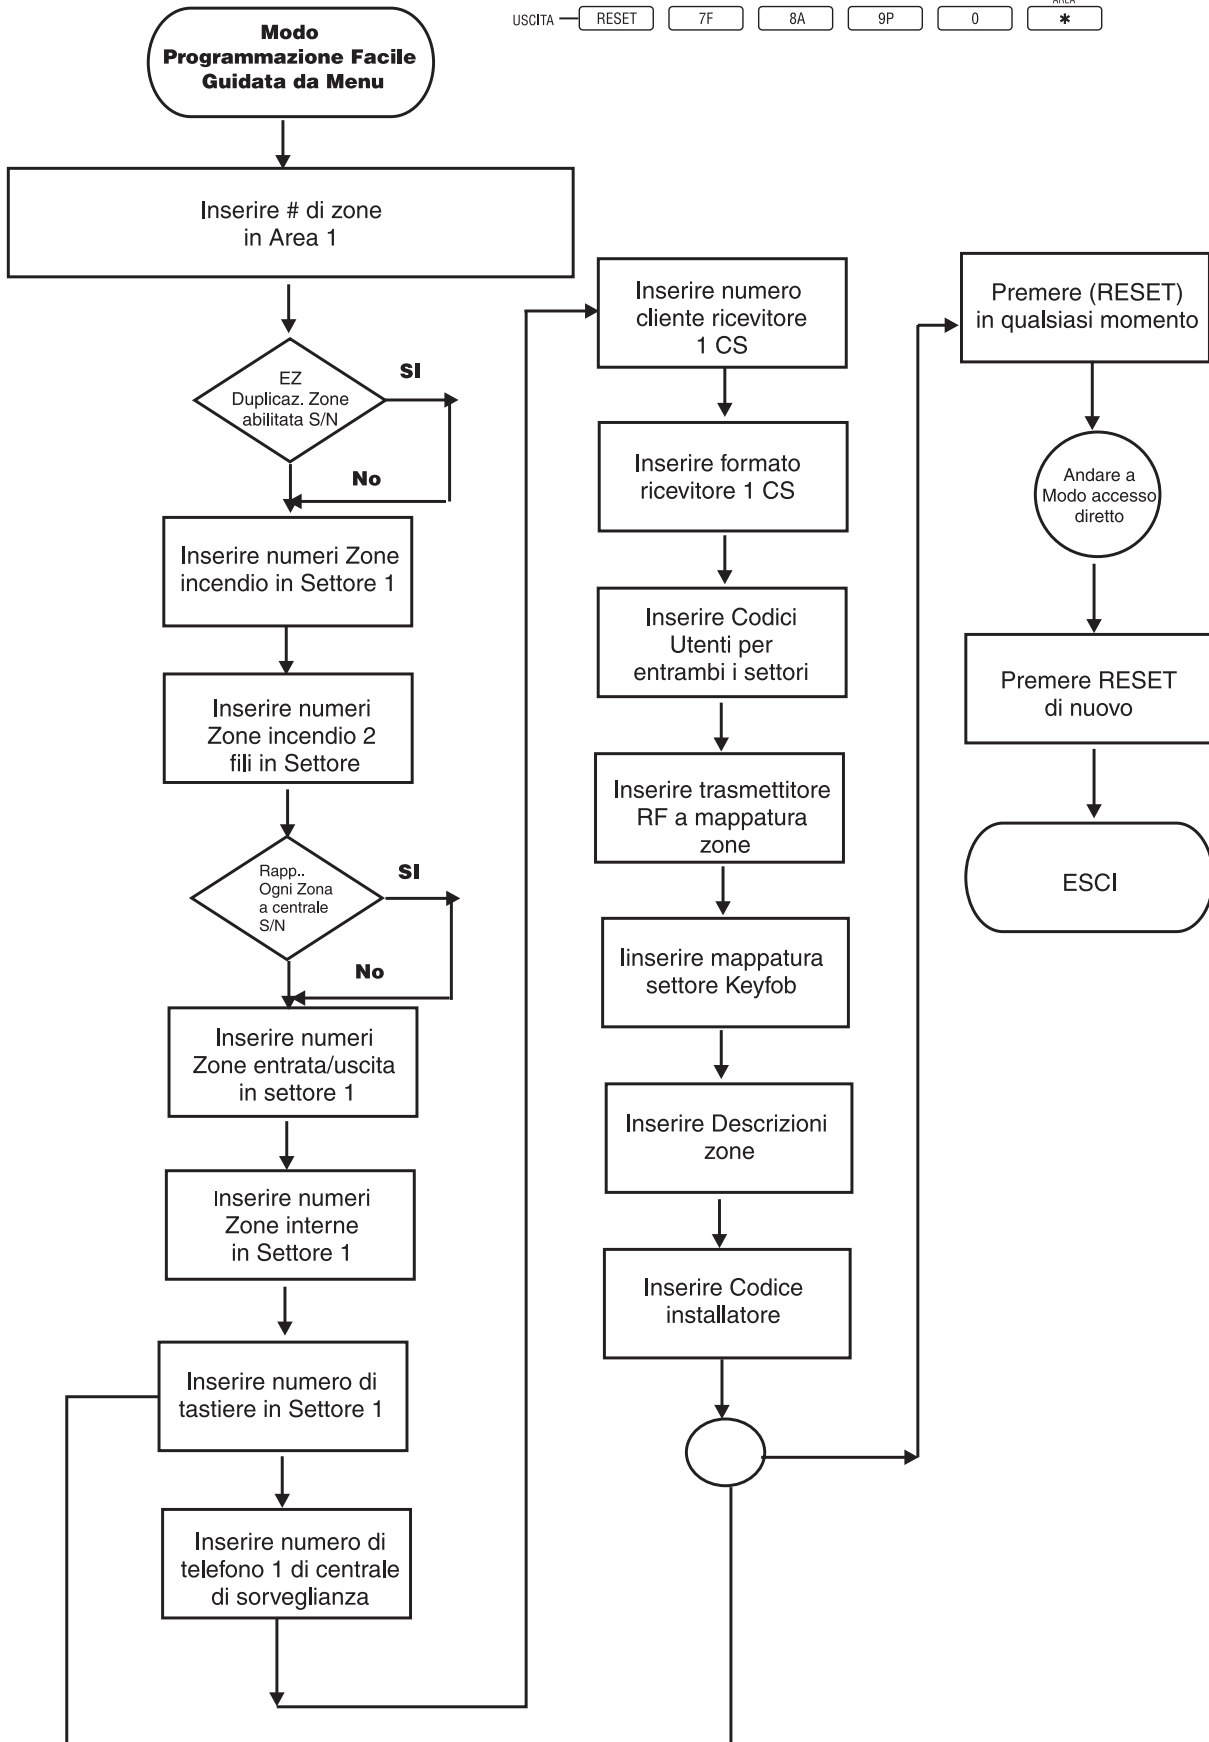 AREA
USCITA RESET 7F 8A 9P 0 *
Modo
Programmazione Facile
Guidata da Menu
Inserire # di zone
in Area 1
EZ
Duplicaz. Zone
abilitata S/N
SI
No
Inserire numeri Zone
incendio in Settore 1
Inserire numeri
Zone incendio 2
fili in Settore
Rapp..
Ogni Zona
a centrale
S/N
SI
No
Inserire numeri
Zone entrata/uscita
in settore 1
Inserire numeri
Zone interne
in Settore 1
Inserire numero di
tastiere in Settore 1
Inserire numero di
telefono 1 di centrale
di sorveglianza
Inserire numero
cliente ricevitore
1 CS
Inserire formato
ricevitore 1 CS
Inserire Codici
Utenti per
entrambi i settori
Inserire trasmettitore
RF a mappatura
zone
Iinserire mappatura
settore Keyfob
Inserire Descrizioni
zone
Inserire Codice
installatore
Premere (RESET)
in qualsiasi momento
Andare a
Modo accesso
diretto
Premere RESET
di nuovo
ESCI